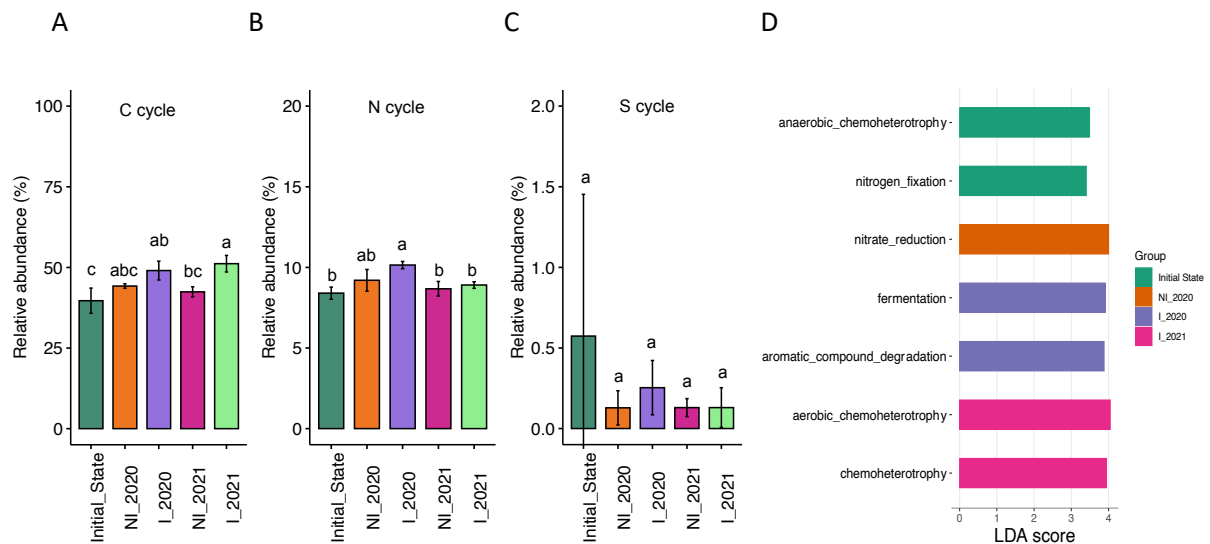 A
B
C
D
C cycle
N cycle
S cycle
Relative abundance (%)
100
75
50
25
0
c
abc
ab
bc
a
Initial_State
NI_2020
I_2020
NI_2021
I_2021
Relative abundance (%)
20
15
10
5
0
b
ab
a
b
b
Initial_State
NI_2020
I_2020
NI_2021
I_2021
Relative abundance (%)
2.0
1.5
1.0
0.5
0.0
a
a
a
a
a
Initial_State
NI_2020
I_2020
NI_2021
I_2021
anaerobic_chemoheterotrophy
nitrogen_fixation
nitrate_reduction
fermentation
aromatic_compound_degradation
aerobic_chemoheterotrophy
chemoheterotrophy
0 1 2 3 4
LDA score
Group
Initial State
NI_2020
I_2020
I_2021